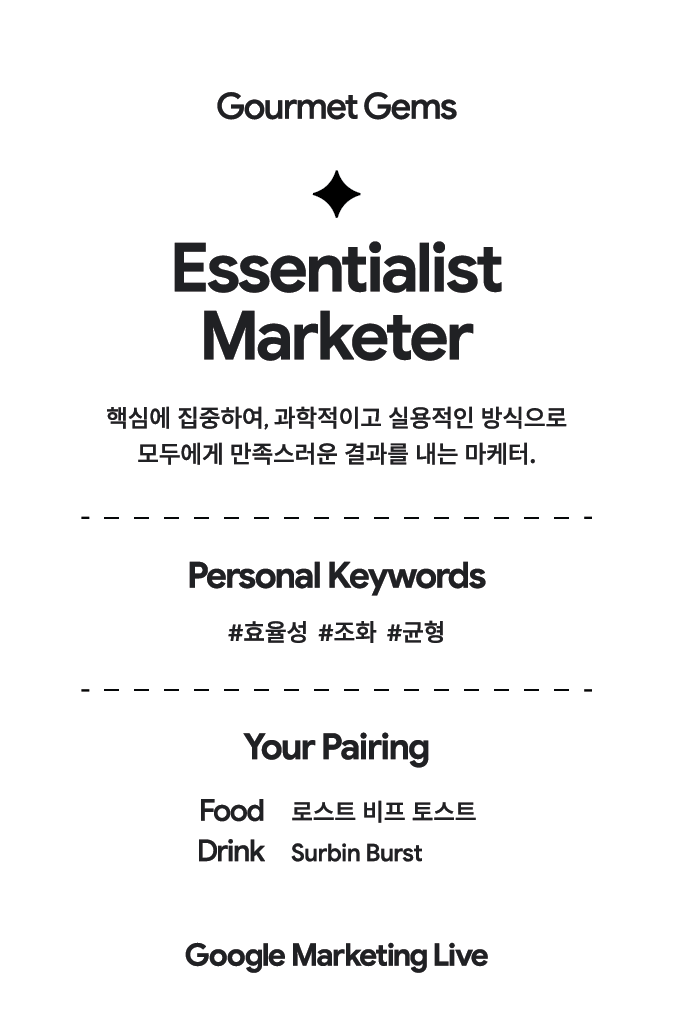 Gourmet Gems
Essentialist
Marketer
핵심에 집중하여, 과학적이고 실용적인 방식으로
모두에게 만족스러운 결과를 내는 마케터.
Personal Keywords
#효율성 #조화 #균형
Your Pairing
Food 로스트 비프 토스트
Drink Surbin Burst
Google Marketing Live